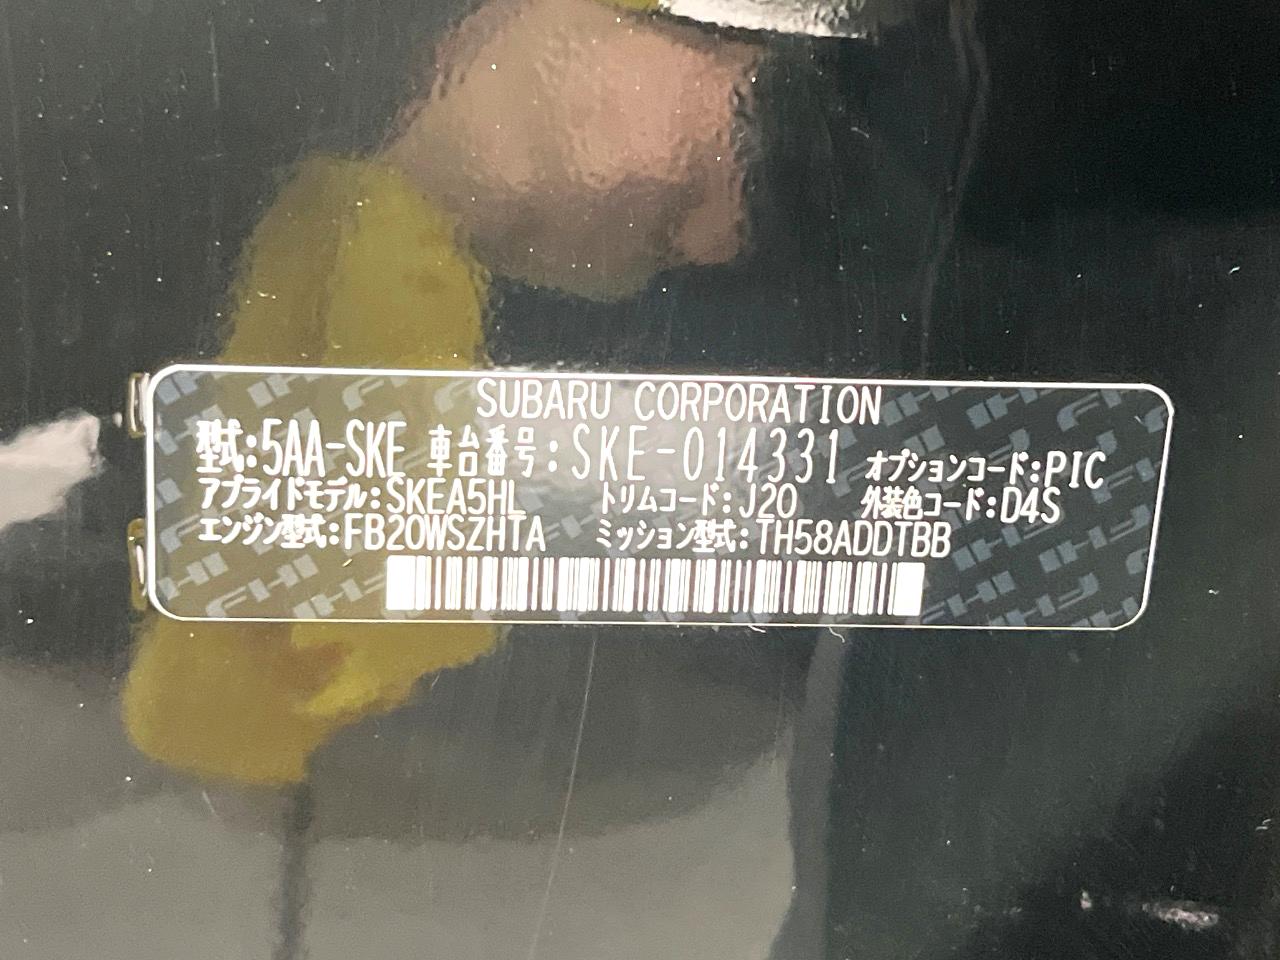 SUBARU CORPORATION
型式:5AA-SKE 車台番号:SKE-014331 オプションコード:PIC
アプライドモデル:SKEA5HL トリムコード:J20 外装色コード:D4S
エンジン型式:FB20WSZHTA ミッション型式:TH58ADDTBB